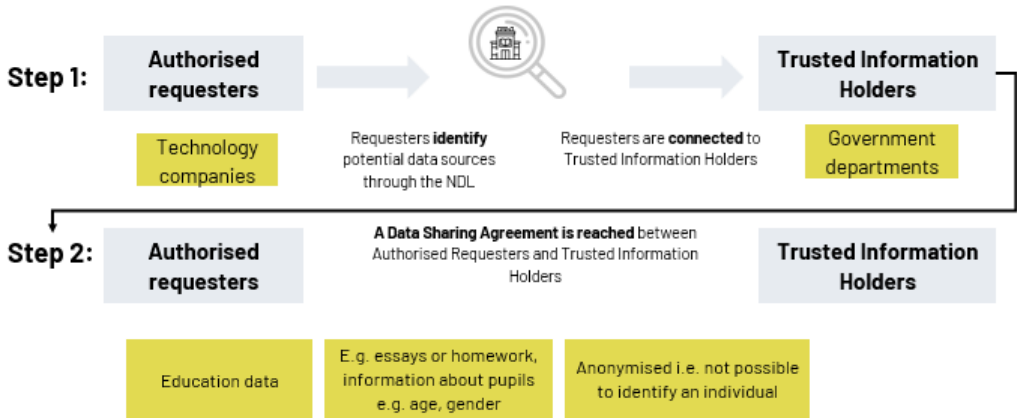 Step 1:
Authorised
requesters
Trusted Information
Holders
Technology
companies
Requesters identify
potential data sources
through the NDL
Requesters are connected to
Trusted Information Holders
Government
departments
Step 2:
Authorised
requesters
A Data Sharing Agreement is reached between
Authorised Requesters and Trusted Information
Holders
Trusted Information
Holders
Education data
E.g. essays or homework,
information about pupils
e.g. age, gender
Anonymised i.e. not possible
to identify an individual